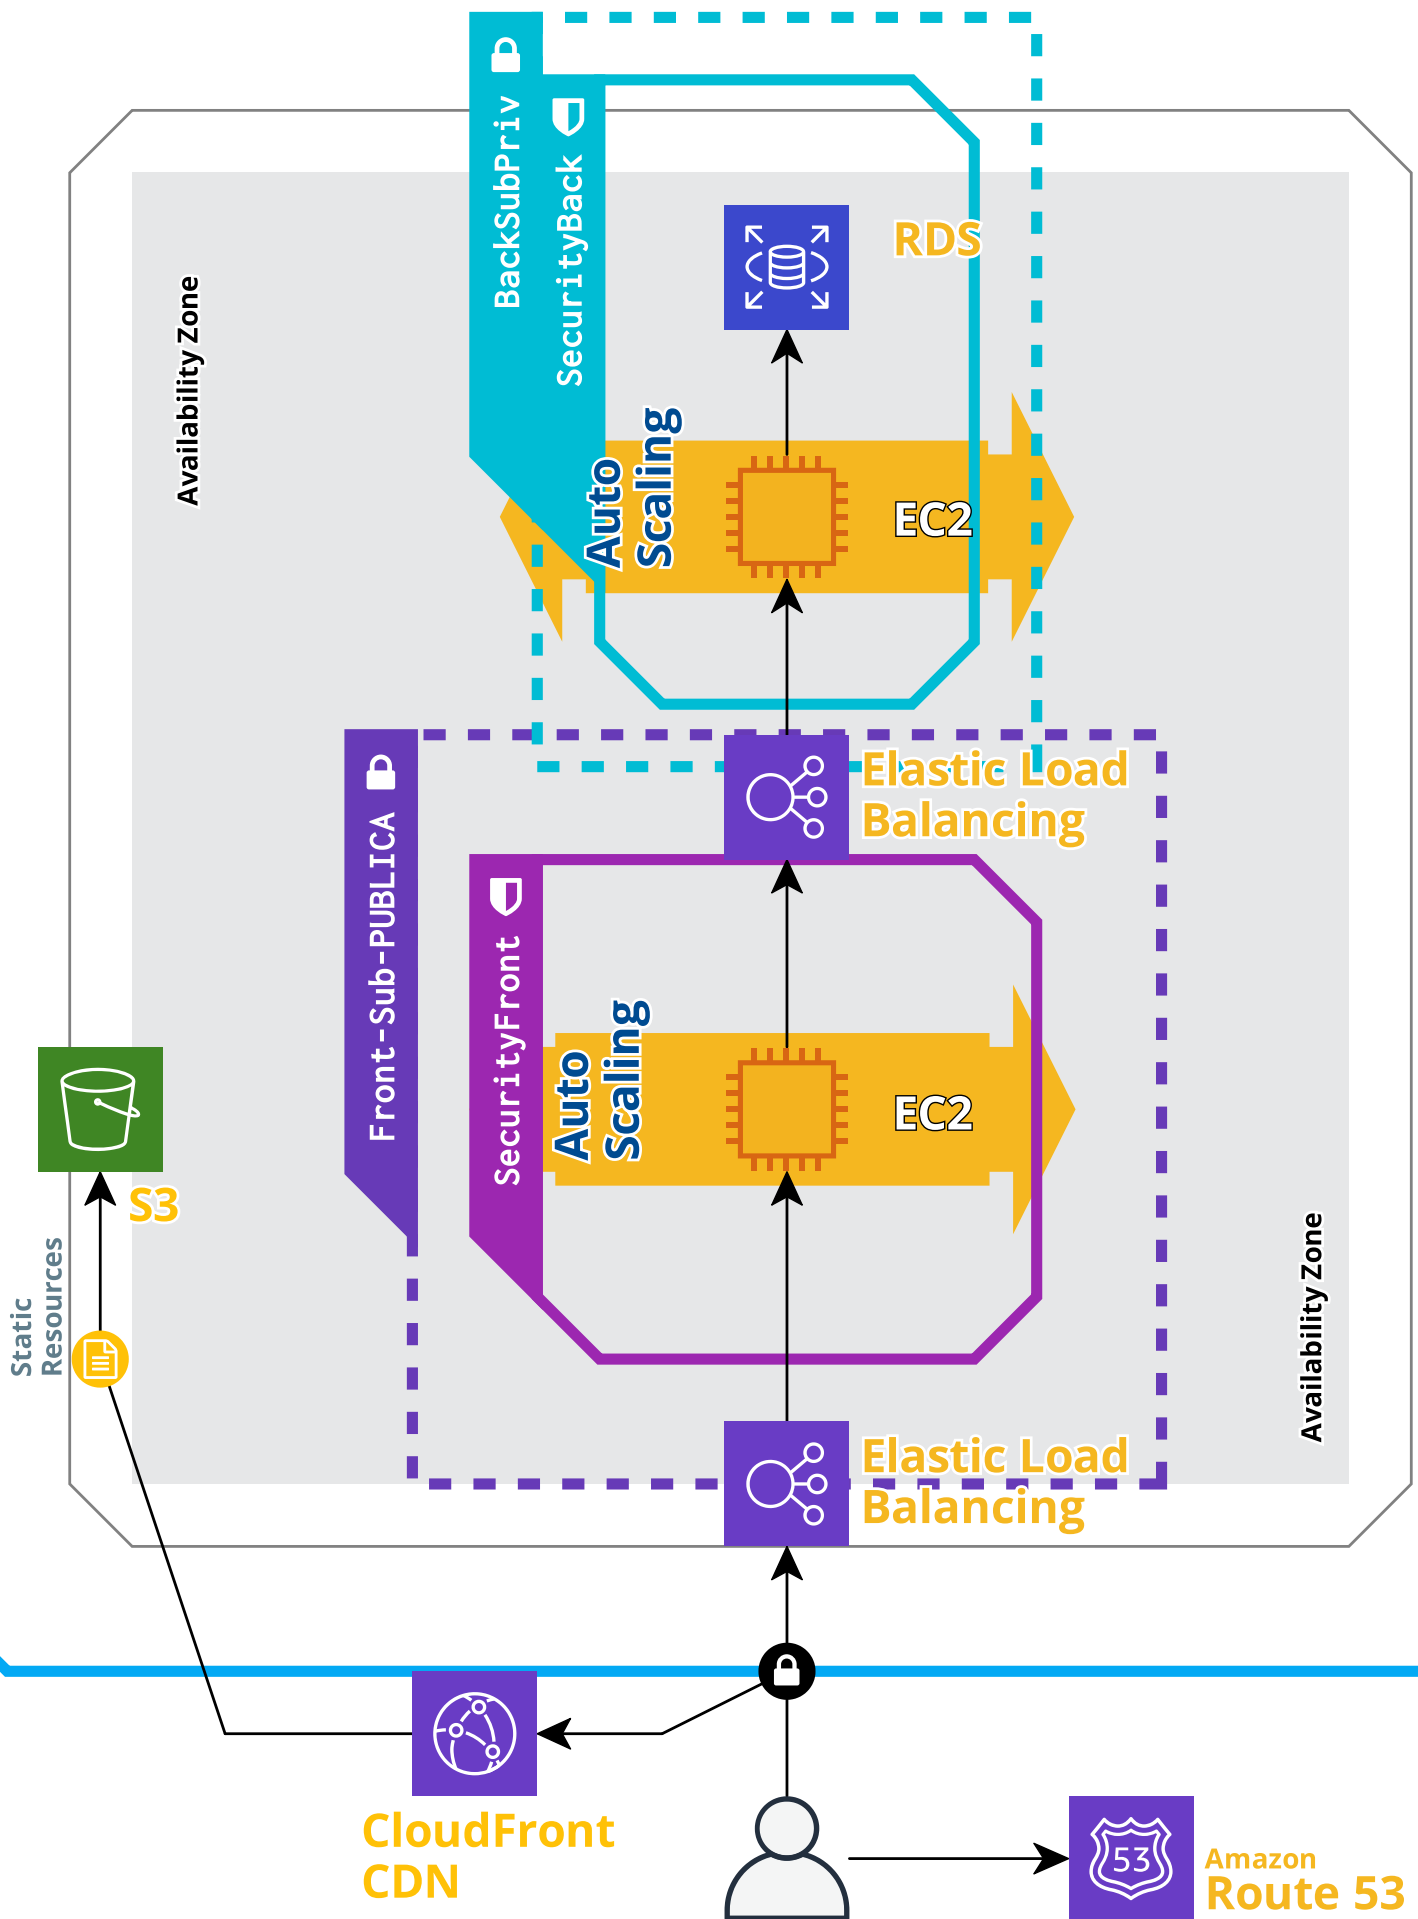 BackSubPriv
SecurityBack
RDS
Availability Zone
Auto
Scaling
EC2
Elastic Load
Balancing
Front-Sub-PUBLICA
SecurityFront
Auto
Scaling
EC2
S3
Static
Resources
Availability Zone
Elastic Load
Balancing
CloudFront
CDN
53
Amazon
Route 53